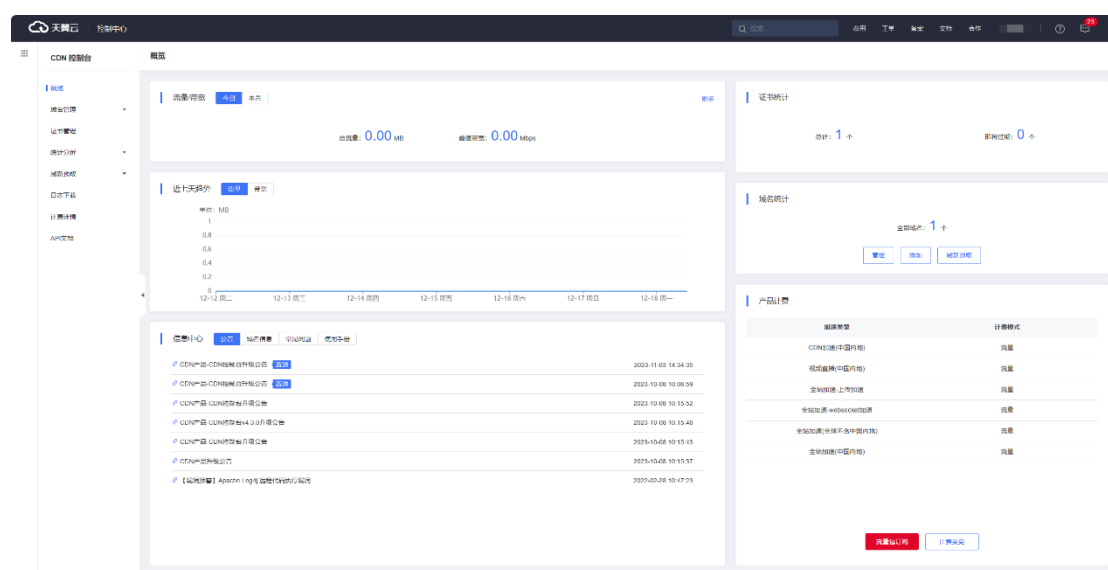 天翼云 控制中心 搜索 费用 工单 备案 支持 合作 23
CDN 控制台
概览
域名管理
证书管理
统计分析
刷新预取
日志下载
计费详情
API文档
概览
流量/带宽 今日 本月 更多
总流量: 0.00 MB 峰值带宽: 0.00 Mbps
近十天趋势 流量 带宽
单位: MB
1
0.8
0.6
0.4
0.2
0
12-12 周二 12-13 周三 12-14 周四 12-15 周五 12-16 周六 12-17 周日 12-18 周一
信息中心 公告 域名信息 常见问题 使用手册
CDN产品-CDN控制台升级公告 置顶 2023-11-03 14:34:35
CDN产品-CDN控制台升级公告 置顶 2023-10-08 10:08:59
CDN产品-CDN控制台升级公告 2023-10-08 10:15:52
CDN产品-CDN控制台v4.3.0升级公告 2023-10-08 10:15:48
CDN产品-CDN控制台升级公告 2023-10-08 10:15:43
CDN产品升级公告 2023-10-08 10:15:37
【漏洞预警】Apache Log4j 远程代码执行漏洞 2022-02-28 10:47:23
证书统计
总计: 1 个 即将过期: 0 个
域名统计
全部域名: 1 个
管理 添加 刷新预取
产品计费
加速类型 计费模式
CDN加速(中国内地) 流量
视频直播(中国内地) 流量
全站加速-上传加速 流量
全站加速-websocket加速 流量
全站加速(全球不含中国内地) 流量
全站加速(中国内地) 流量
流量包订购 计费变更